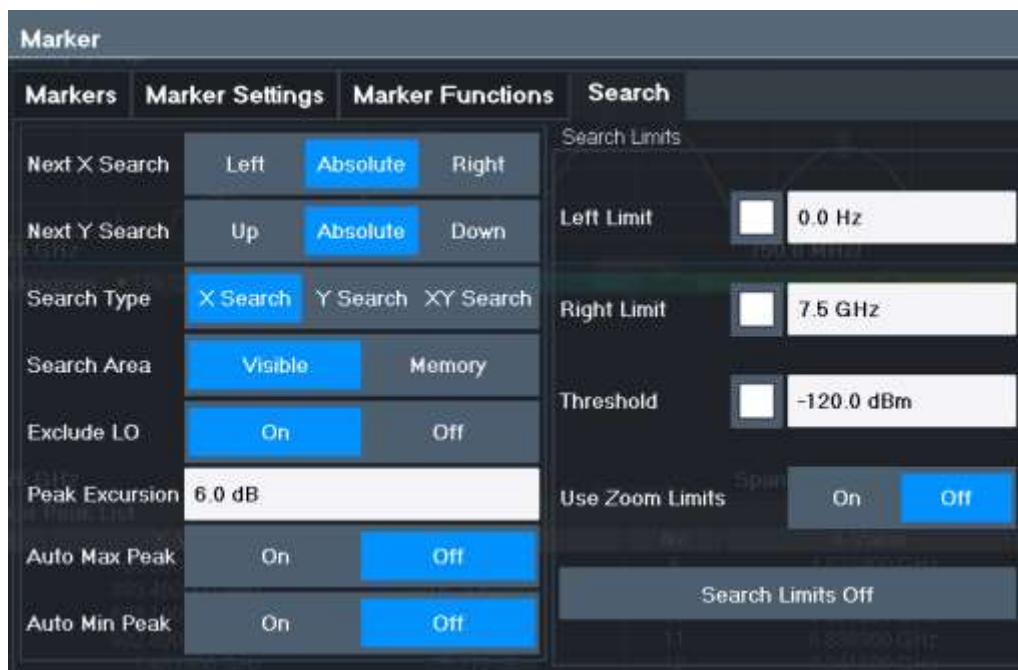 Marker
Markers Marker Settings Marker Functions Search
Next X Search Left Absolute Right
Next Y Search Up Absolute Down
Search Type X Search Y Search XY Search
Search Area Visible Memory
Exclude LO On Off
Peak Excursion 6.0 dB
Auto Max Peak On Off
Auto Min Peak On Off
Search Limits
Left Limit 0.0 Hz
Right Limit 7.5 GHz
Threshold -120.0 dBm
Use Zoom Limits On Off
Search Limits Off